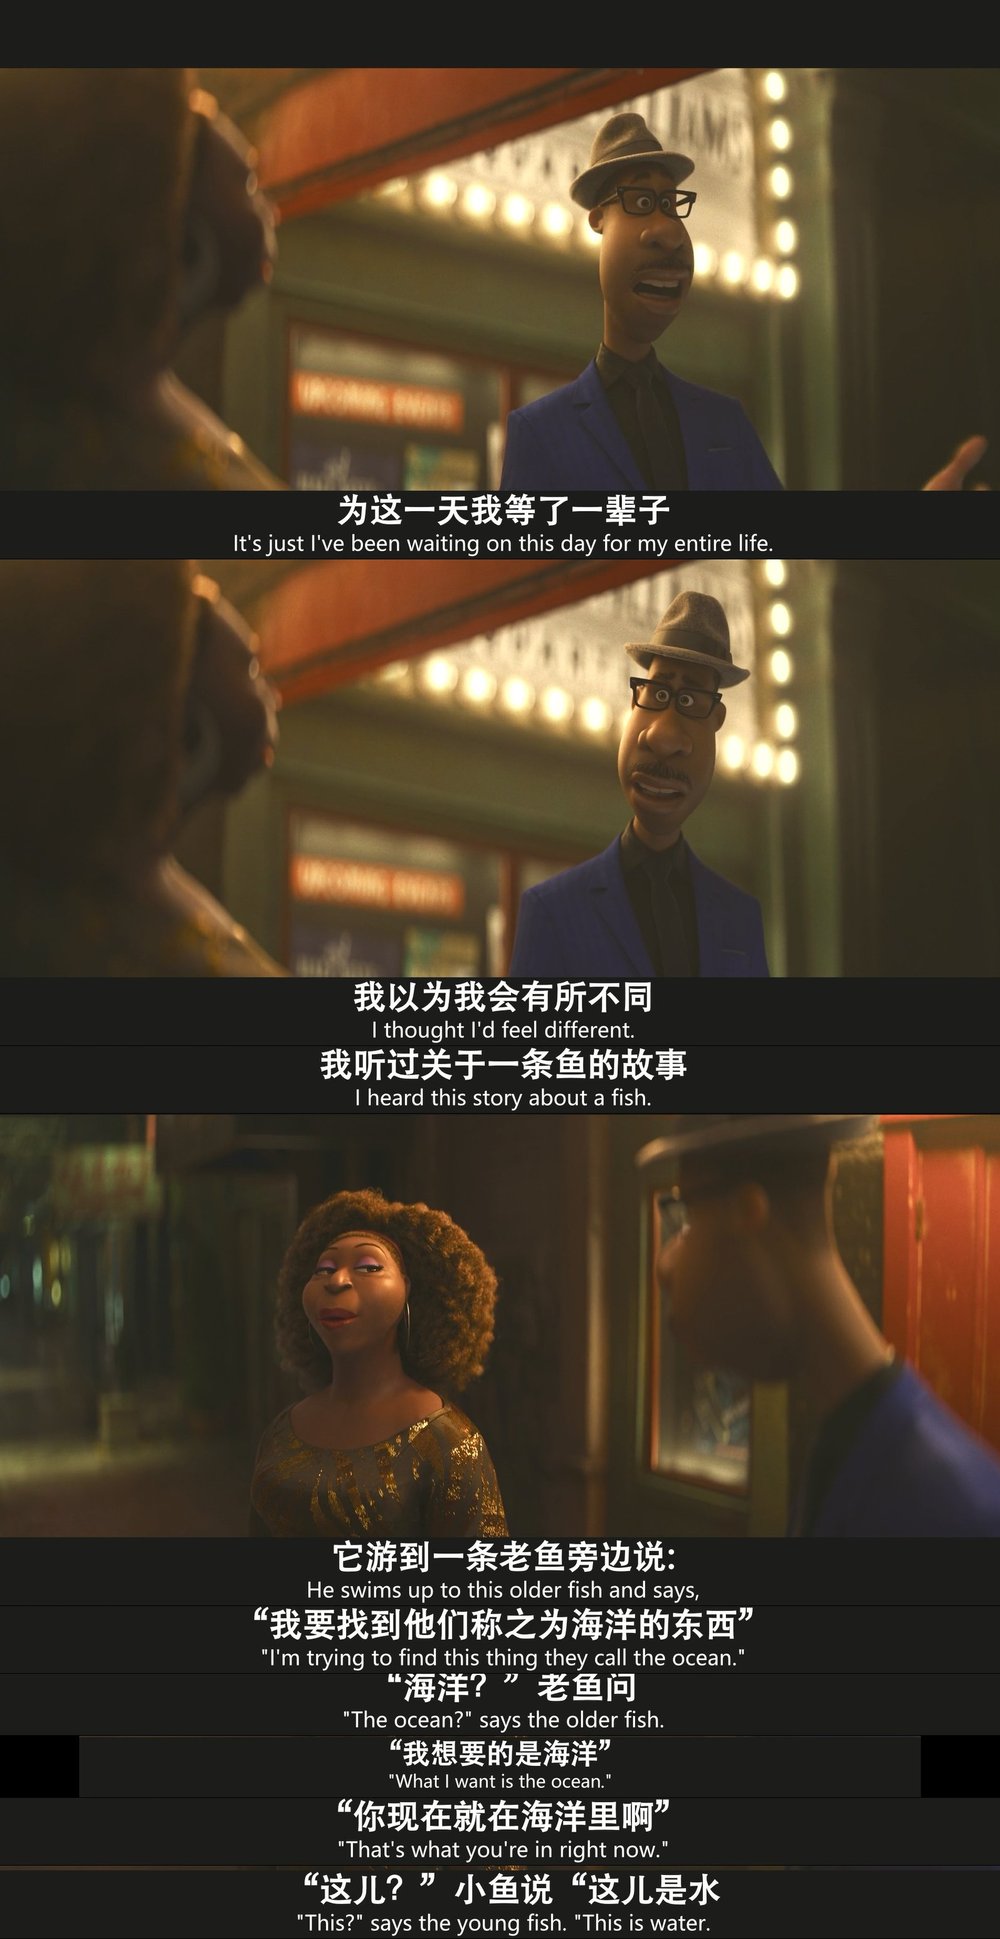 UPCOMING EVENTS
为这一天我等了一辈子
It's just I've been waiting on this day for my entire life.
UPCOMING EVENTS
我以为我会有所不同
I thought I'd feel different.
我听过关于一条鱼的故事
I heard this story about a fish.
它游到一条老鱼旁边说:
He swims up to this older fish and says,
“我要找到他们称之为海洋的东西”
"I'm trying to find this thing they call the ocean."
“海洋？”老鱼问
"The ocean?" says the older fish.
“我想要的是海洋”
"What I want is the ocean."
“你现在就在海洋里啊”
"That's what you're in right now."
“这儿？”小鱼说“这儿是水
"This?" says the young fish. "This is water.